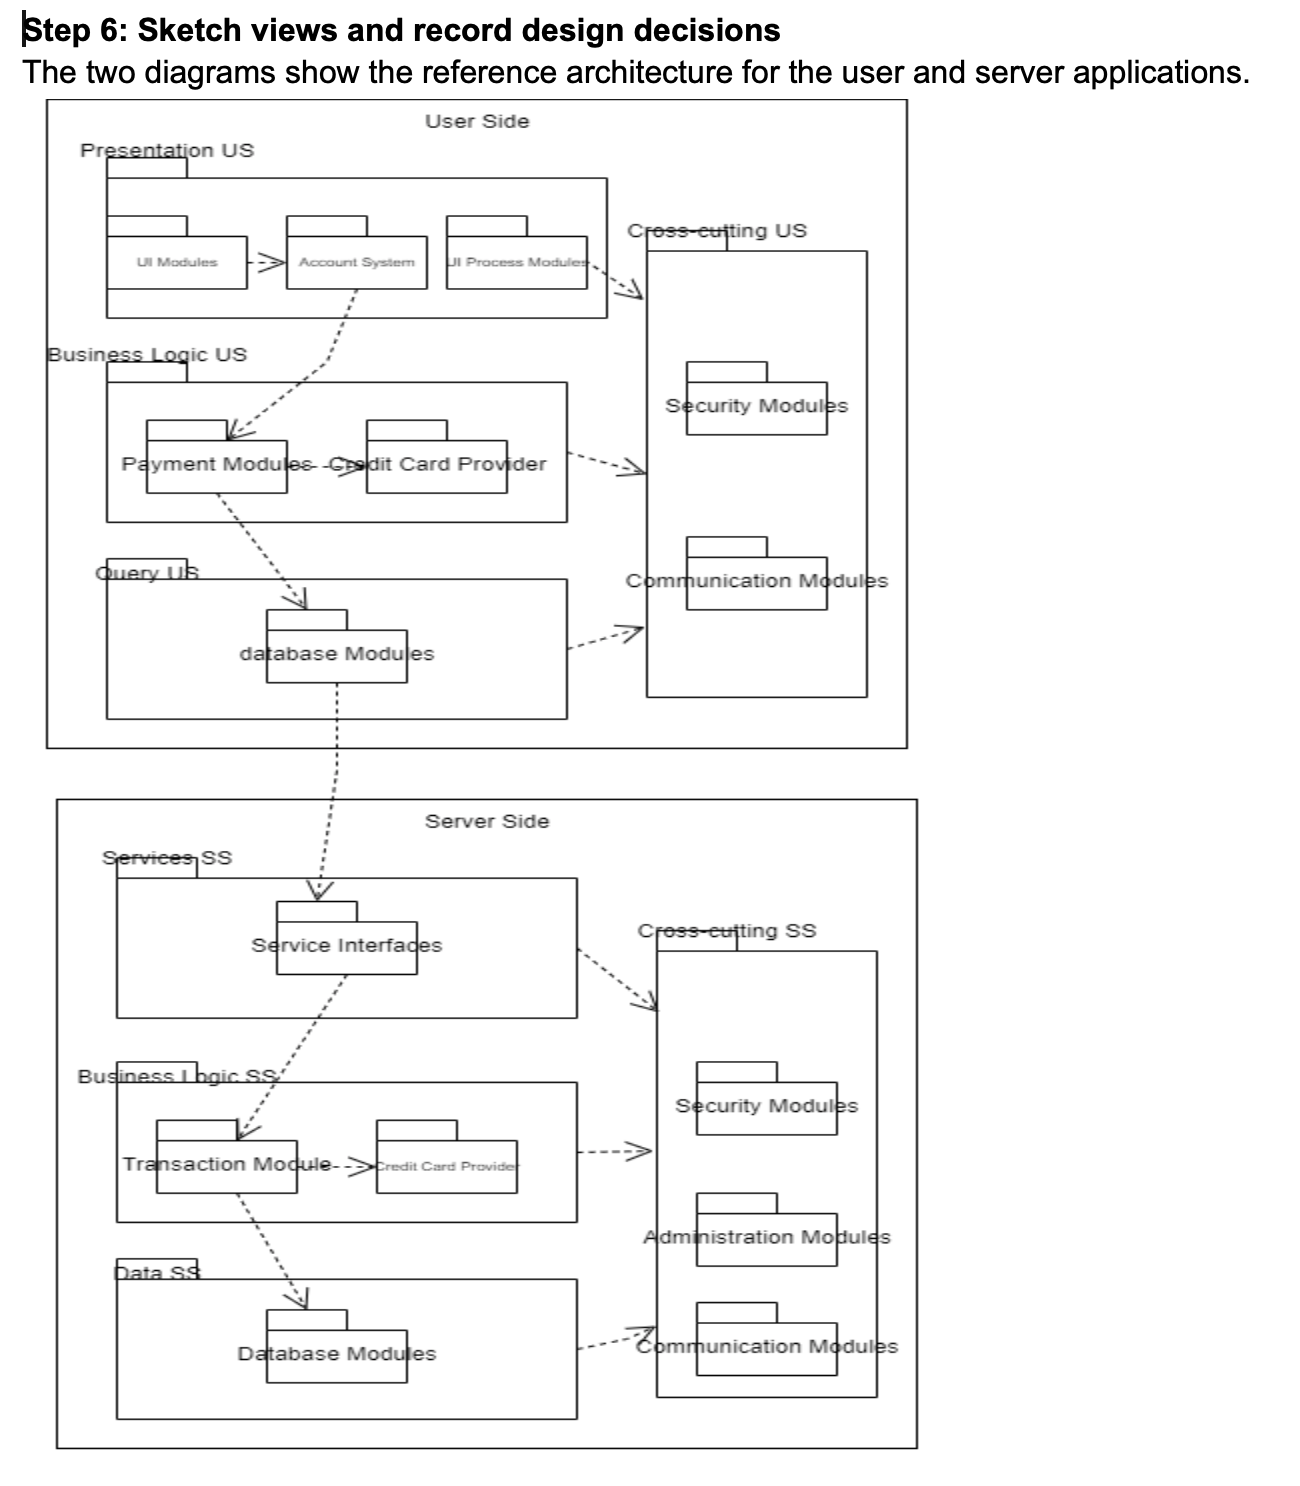 Step 6: Sketch views and record design decisions
The two diagrams show the reference architecture for the user and server applications.
User Side
Presentation US
Cross-cutting US
UI Modules
Account System
UI Process Modules
Business Logic US
Security Modules
Payment Modules
Credit Card Provider
Query US
Communication Modules
database Modules
Server Side
Services SS
Cross-cutting SS
Service Interfaces
Business Logic SS
Security Modules
Transaction Module
Credit Card Provider
Administration Modules
Data SS
Communication Modules
Database Modules